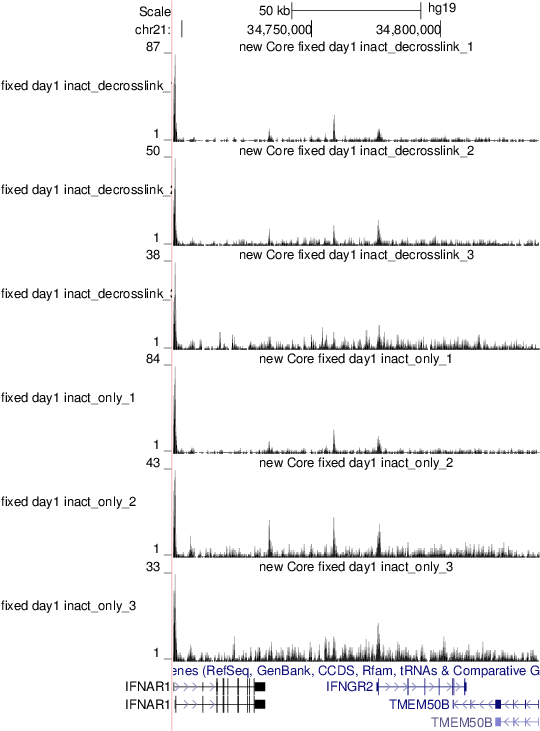 Scale 50 kb hg19
chr21: 34,750,000 34,800,000
87 new Core fixed day1 inact_decrosslink_1
fixed day1 inact_decrosslink_
1
50 new Core fixed day1 inact_decrosslink_2
fixed day1 inact_decrosslink_2
1
38 new Core fixed day1 inact_decrosslink_3
fixed day1 inact_decrosslink_3
1
84 new Core fixed day1 inact_only_1
fixed day1 inact_only_1
1
43 new Core fixed day1 inact_only_2
fixed day1 inact_only_2
1
33 new Core fixed day1 inact_only_3
fixed day1 inact_only_3
1
enes (RefSeq, GenBank, CCDS, Rfam, tRNAs & Comparative G
IFNAR1 IFNGR2
IFNAR1 TMEM50B
TMEM50B